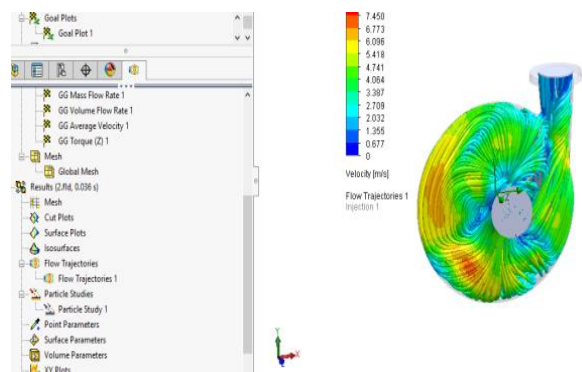 Goal Plots
Goal Plot 1
GG Mass Flow Rate 1
GG Volume Flow Rate 1
GG Average Velocity 1
GG Torque (Z) 1
Mesh
Global Mesh
Results (2.fld, 0.036 s)
Mesh
Cut Plots
Surface Plots
Isosurfaces
Flow Trajectories
Flow Trajectories 1
Particle Studies
Particle Study 1
Point Parameters
Surface Parameters
Volume Parameters
XY Plots
7.450
6.773
6.096
5.418
4.741
4.064
3.387
2.709
2.032
1.355
0.677
0
Velocity [m/s]
Flow Trajectories 1
Injection 1
Y
X